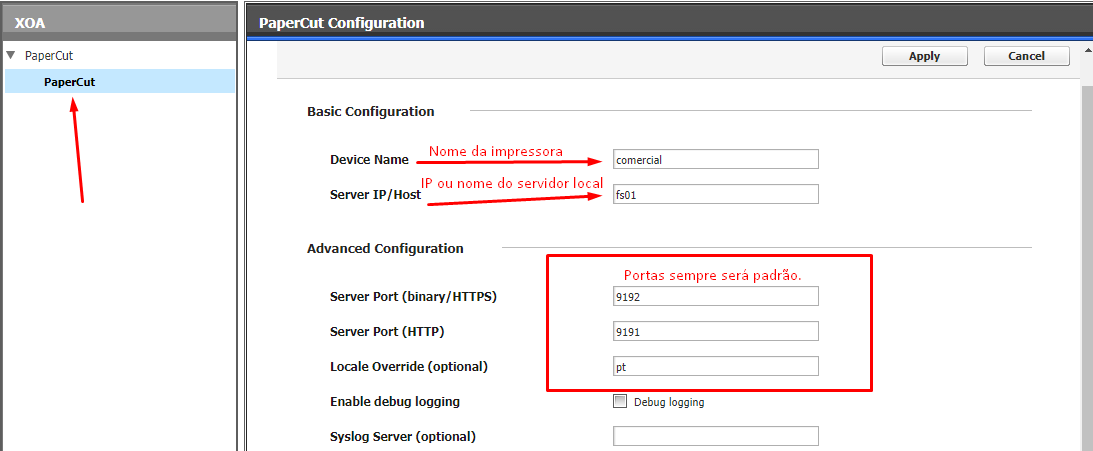 XOA
PaperCut
PaperCut
PaperCut Configuration
Apply
Cancel
Basic Configuration
Device Name
Nome da impressora
comercial
IP ou nome do servidor local
Server IP/Host
fs01
Advanced Configuration
Portas sempre será padrão.
Server Port (binary/HTTPS)
9192
Server Port (HTTP)
9191
Locale Override (optional)
pt
Enable debug logging
Debug logging
Syslog Server (optional)